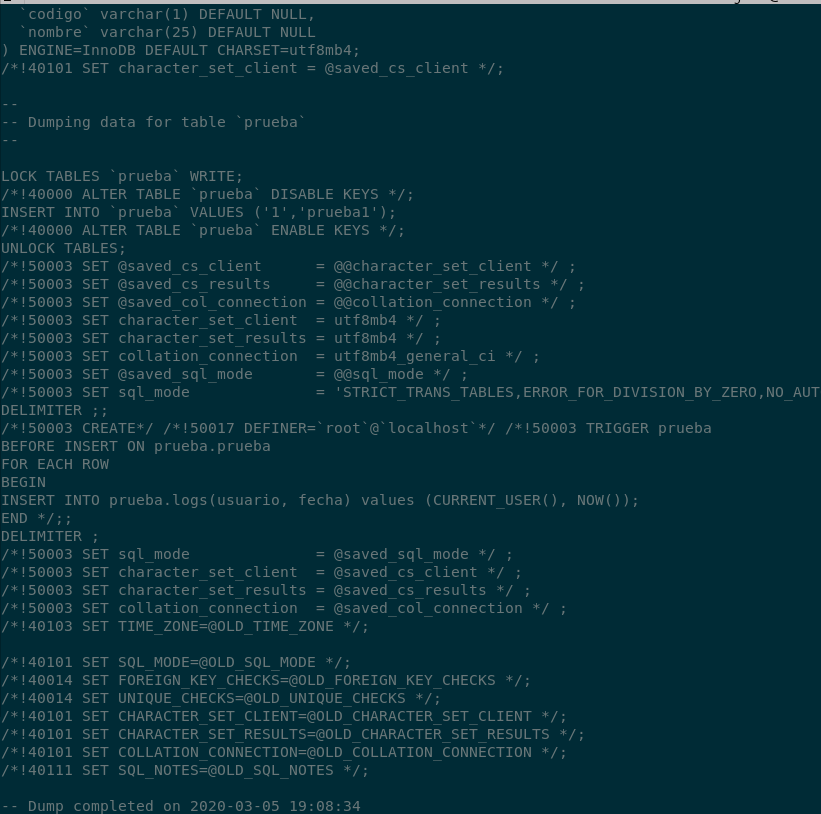 `codigo` varchar(1) DEFAULT NULL,
`nombre` varchar(25) DEFAULT NULL
) ENGINE=InnoDB DEFAULT CHARSET=utf8mb4;
/*!40101 SET character_set_client = @saved_cs_client */;
--
-- Dumping data for table `prueba`
--
LOCK TABLES `prueba` WRITE;
/*!40000 ALTER TABLE `prueba` DISABLE KEYS */;
INSERT INTO `prueba` VALUES ('1','prueba1');
/*!40000 ALTER TABLE `prueba` ENABLE KEYS */;
UNLOCK TABLES;
/*!50003 SET @saved_cs_client      = @@character_set_client */ ;
/*!50003 SET @saved_cs_results     = @@character_set_results */ ;
/*!50003 SET @saved_col_connection = @@collation_connection */ ;
/*!50003 SET character_set_client  = utf8mb4 */ ;
/*!50003 SET character_set_results = utf8mb4 */ ;
/*!50003 SET collation_connection  = utf8mb4_general_ci */ ;
/*!50003 SET @saved_sql_mode       = @@sql_mode */ ;
/*!50003 SET sql_mode              = 'STRICT_TRANS_TABLES,ERROR_FOR_DIVISION_BY_ZERO,NO_AUT
DELIMITER ;;
/*!50003 CREATE*/ /*!50017 DEFINER=`root`@`localhost`*/ /*!50003 TRIGGER prueba
BEFORE INSERT ON prueba.prueba
FOR EACH ROW
BEGIN
INSERT INTO prueba.logs(usuario, fecha) values (CURRENT_USER(), NOW());
END */;;
DELIMITER ;
/*!50003 SET sql_mode              = @saved_sql_mode */ ;
/*!50003 SET character_set_client  = @saved_cs_client */ ;
/*!50003 SET character_set_results = @saved_cs_results */ ;
/*!50003 SET collation_connection  = @saved_col_connection */ ;
/*!40103 SET TIME_ZONE=@OLD_TIME_ZONE */;
/*!40101 SET SQL_MODE=@OLD_SQL_MODE */;
/*!40014 SET FOREIGN_KEY_CHECKS=@OLD_FOREIGN_KEY_CHECKS */;
/*!40014 SET UNIQUE_CHECKS=@OLD_UNIQUE_CHECKS */;
/*!40101 SET CHARACTER_SET_CLIENT=@OLD_CHARACTER_SET_CLIENT */;
/*!40101 SET CHARACTER_SET_RESULTS=@OLD_CHARACTER_SET_RESULTS */;
/*!40101 SET COLLATION_CONNECTION=@OLD_COLLATION_CONNECTION */;
/*!40111 SET SQL_NOTES=@OLD_SQL_NOTES */;
-- Dump completed on 2020-03-05 19:08:34